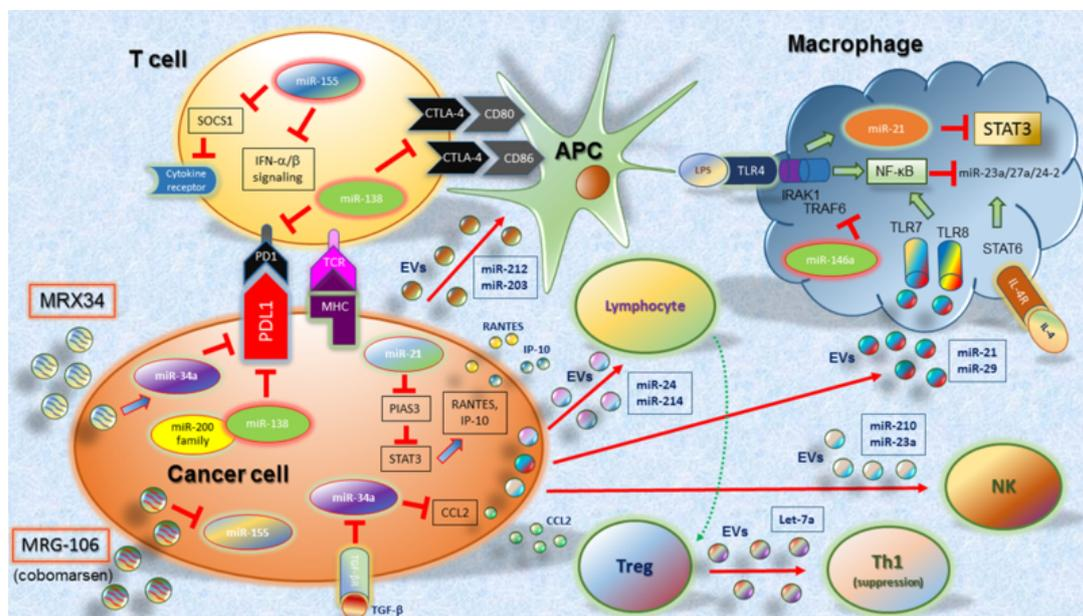 T cell
miR-155
SOCS1
Cytokine
receptor
IFN-α/β
signaling
miR-138
CTLA-4
CD80
CTLA-4
CD86
APC
PD1
TCR
PDL1
MHC
EVs
miR-212
miR-203
Macrophage
miR-21
STAT3
LPS
TLR4
IRAK1
TRAF6
NF-κB
miR-23a/27a/24-2
miR-146a
TLR7
TLR8
STAT6
IL-4R
IL-4
MRX34
miR-34a
miR-200
family
miR-138
Cancer cell
miR-21
PIAS3
STAT3
RANTES
IP-10
RANTES,
IP-10
miR-34a
CCL2
CCL2
TGF-βR
TGF-β
miR-155
MRG-106
(cobomarsen)
Lymphocyte
EVs
miR-24
miR-214
EVs
miR-21
miR-29
miR-210
miR-23a
EVs
NK
Treg
EVs
Let-7a
Th1
(suppression)